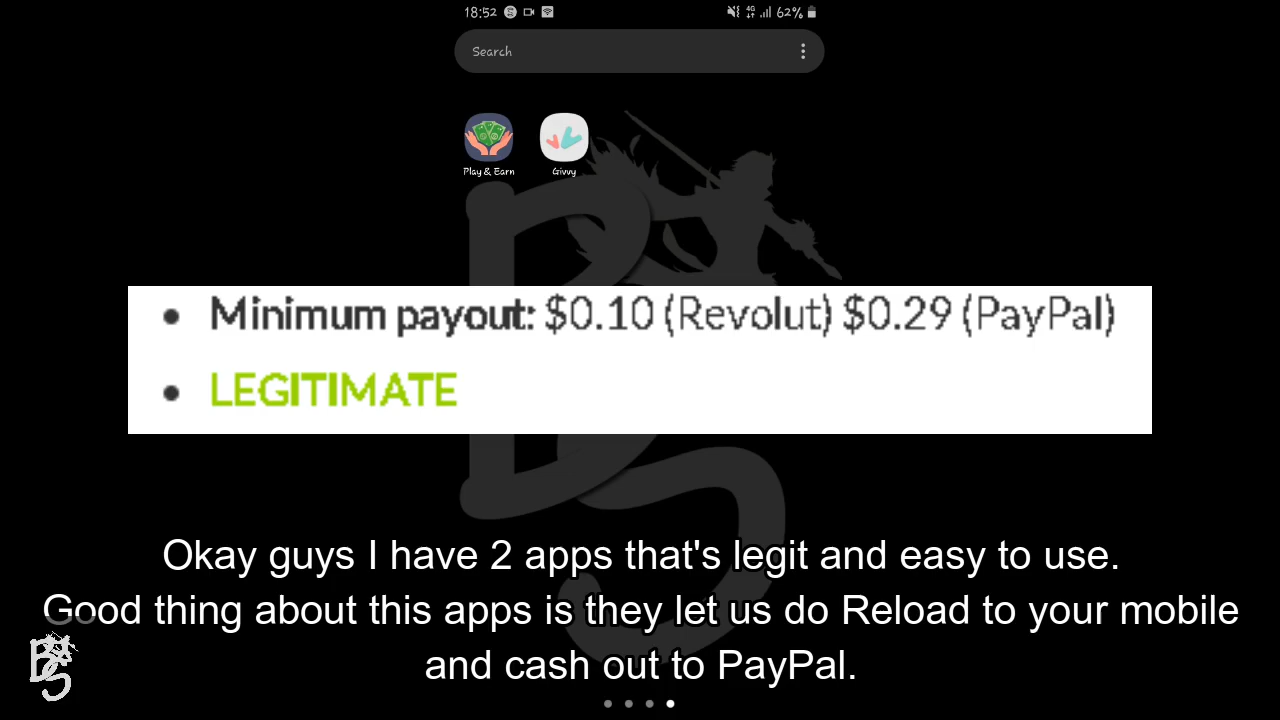 18:52 4G 62%
Search
Play & Earn Givvy
• Minimum payout: $0.10 (Revolut) $0.29 (PayPal)
• LEGITIMATE
Okay guys I have 2 apps that's legit and easy to use.
Good thing about this apps is they let us do Reload to your mobile
and cash out to PayPal.
BS